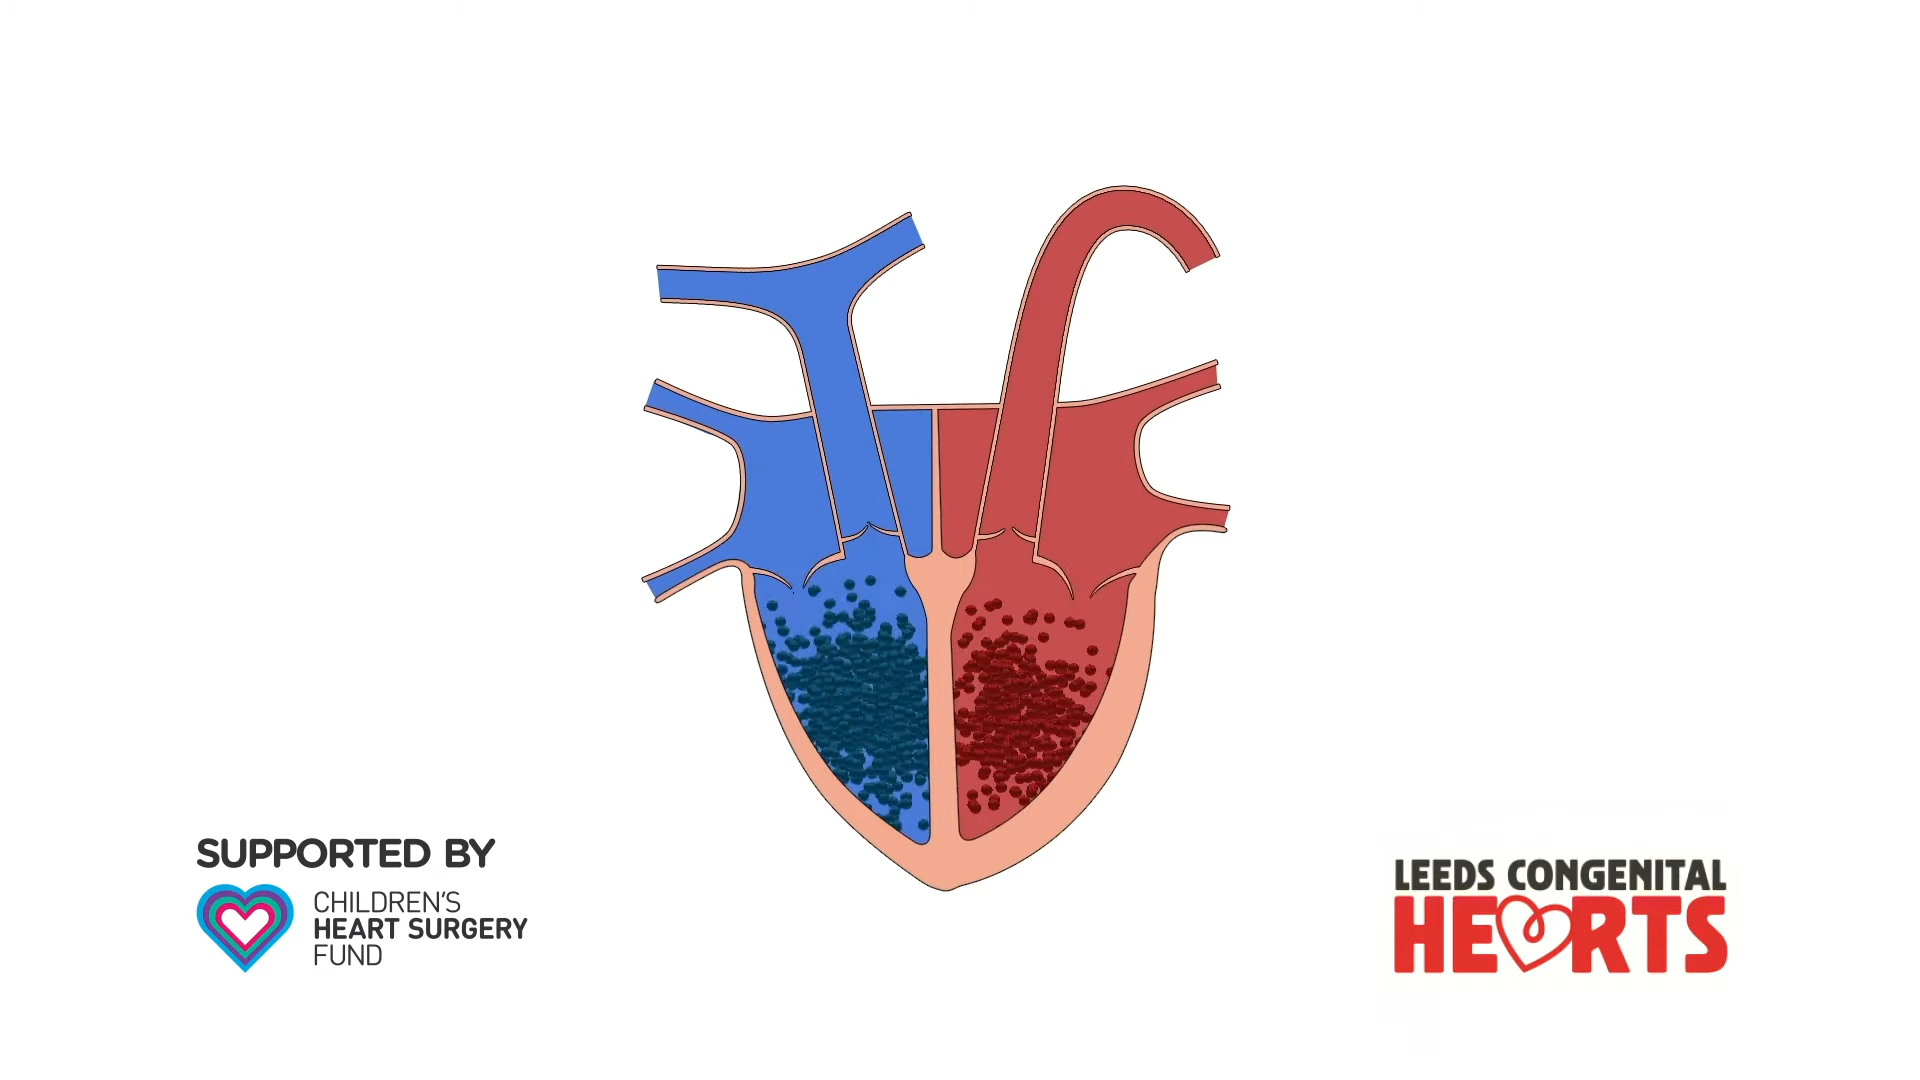 SUPPORTED BY
CHILDREN'S
HEART SURGERY
FUND
LEEDS CONGENITAL
HEARTS